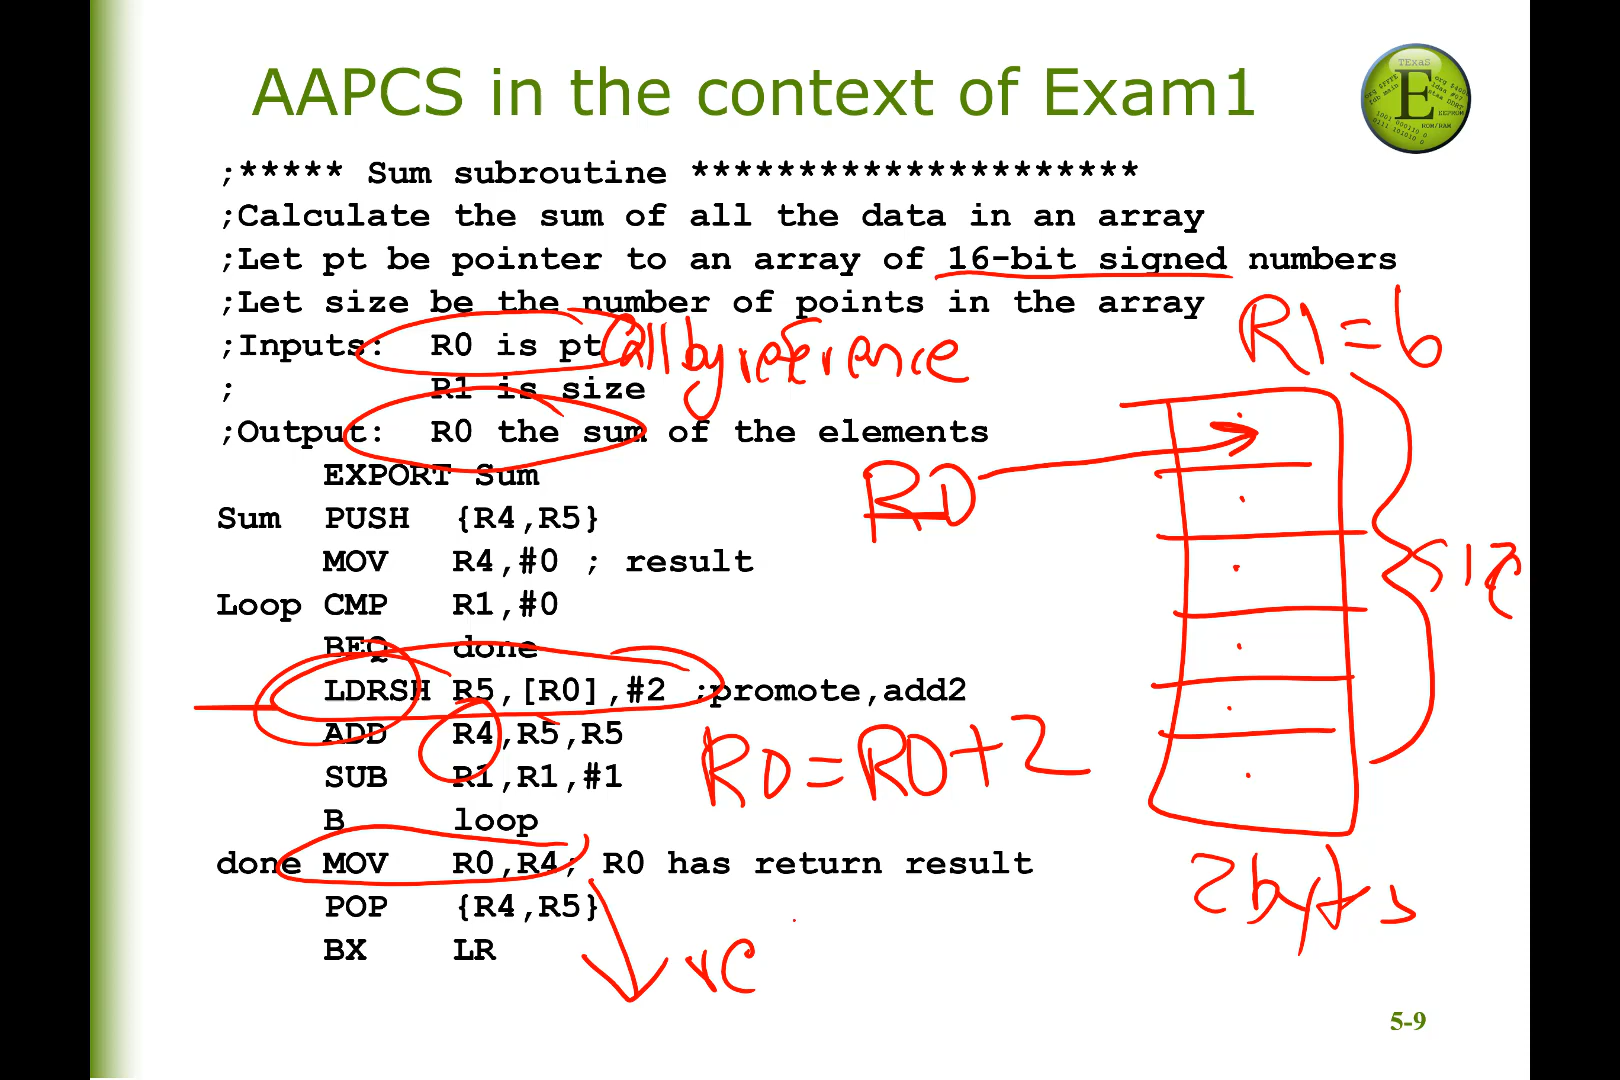 AAPCS in the context of Exam1
TExaS
E
;***** Sum subroutine *********************
;Calculate the sum of all the data in an array
;Let pt be pointer to an array of 16-bit signed numbers
;Let size be the number of points in the array
R1=6
;Inputs: R0 is pt Call by reference
; R1 is size
;Output: R0 the sum of the elements
EXPORT Sum
R0
Sum PUSH {R4,R5}
MOV R4,#0 ; result
size
Loop CMP R1,#0
BEQ done
LDRSH R5,[R0],#2 ;promote,add2
ADD R4,R5,R5
R0=R0+2
SUB R1,R1,#1
B loop
done MOV R0,R4; R0 has return result
2 bytes
POP {R4,R5}
BX LR
5-9